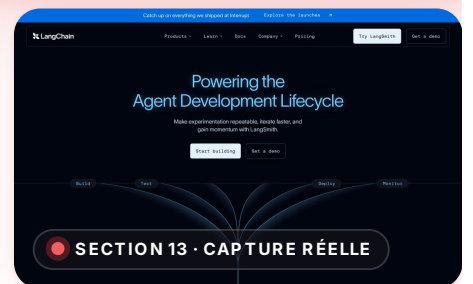 Catch up on everything we shipped at Interrupt Explore the launches
LangChain Products Learn Docs Company Pricing Try LangSmith Get a demo
Powering the
Agent Development Lifecycle
Make experimentation repeatable, iterate faster, and
gain momentum with LangSmith.
Start building Get a demo
Build Test Deploy Monitor
SECTION 13 · CAPTURE RÉELLE